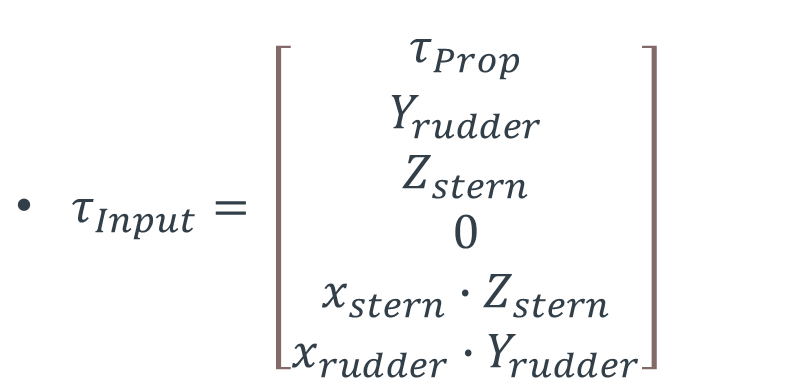 τ_Prop
Y_rudder
Z_stern
• τ_Input =
0
x_stern · Z_stern
x_rudder · Y_rudder